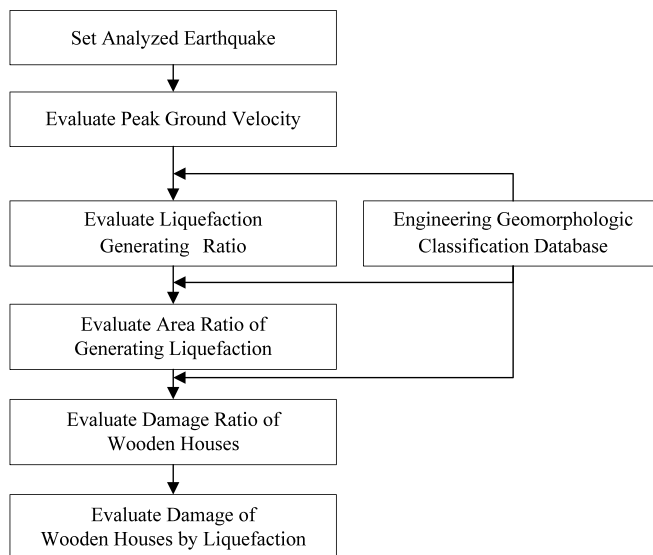 Set Analyzed Earthquake
Evaluate Peak Ground Velocity
Evaluate Liquefaction
Generating Ratio
Engineering Geomorphologic
Classification Database
Evaluate Area Ratio of
Generating Liquefaction
Evaluate Damage Ratio of
Wooden Houses
Evaluate Damage of
Wooden Houses by Liquefaction